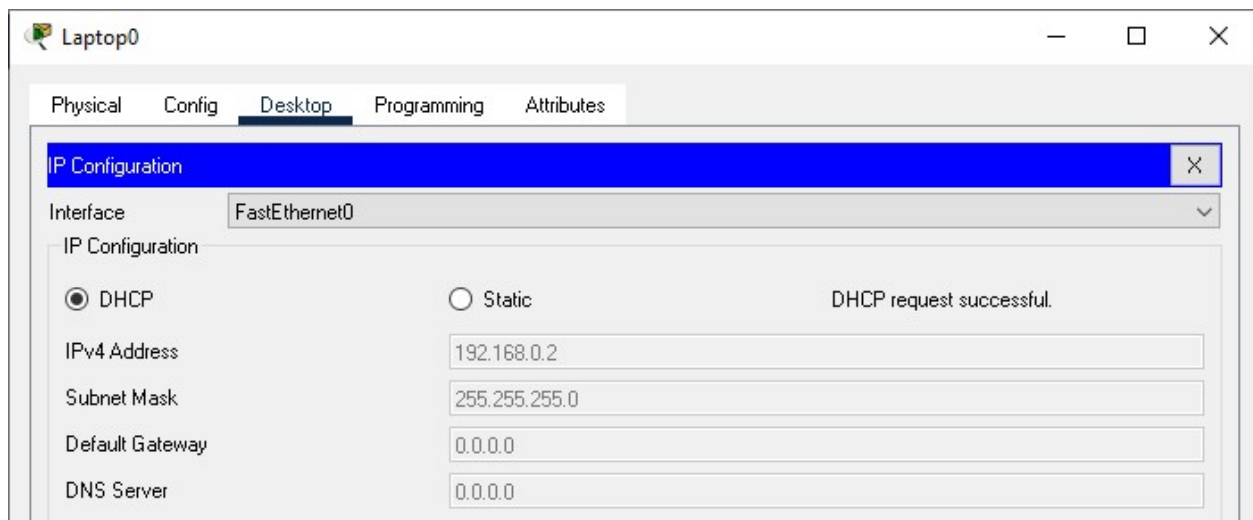 Laptop0
Physical Config Desktop Programming Attributes
IP Configuration X
Interface FastEthernet0
IP Configuration
DHCP Static DHCP request successful.
IPv4 Address 192.168.0.2
Subnet Mask 255.255.255.0
Default Gateway 0.0.0.0
DNS Server 0.0.0.0